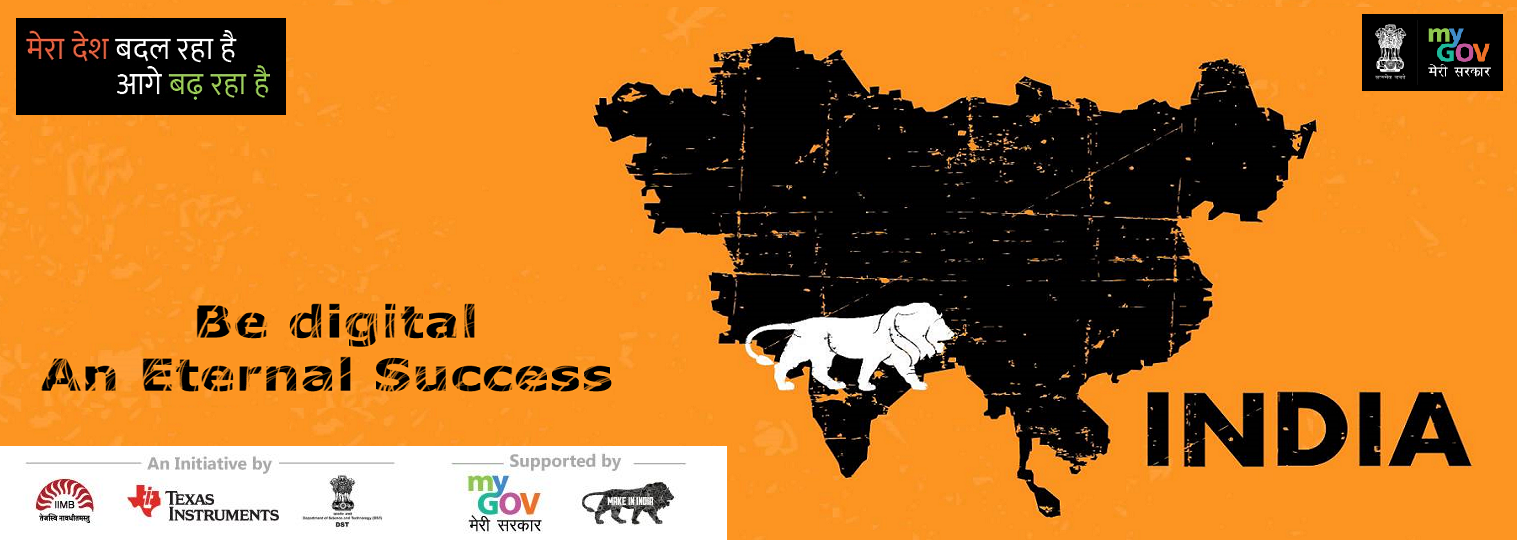 मेरा देश बदल रहा है
आगे बढ़ रहा है
my
GOV
मेरी सरकार
Be digital
An Eternal Success
INDIA
An Initiative by
IIMB
तेजस्वि नावधीतमस्तु
TEXAS
INSTRUMENTS
Department of Science and Technology (DST)
DST
Supported by
my
GOV
मेरी सरकार
MAKE IN INDIA